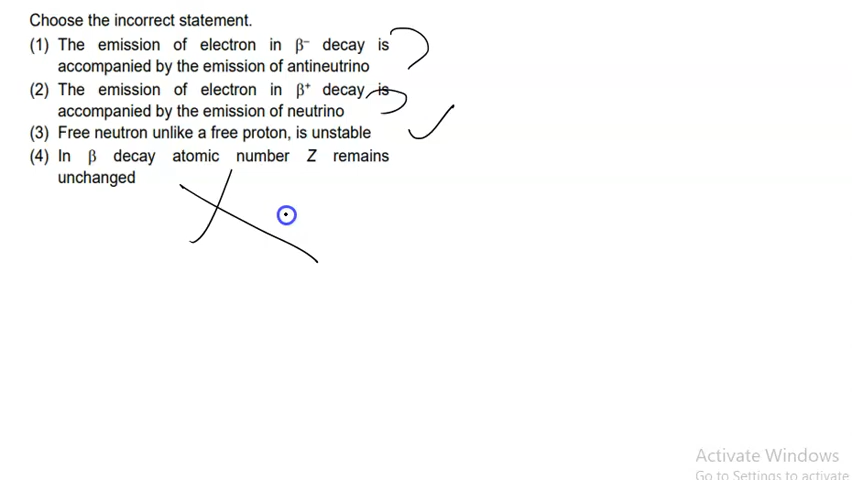 Choose the incorrect statement.
(1) The emission of electron in β⁻ decay is
accompanied by the emission of antineutrino
(2) The emission of electron in β⁺ decay is
accompanied by the emission of neutrino
(3) Free neutron unlike a free proton, is unstable
(4) In β decay atomic number Z remains
unchanged
Activate Windows
Go to Settings to activate